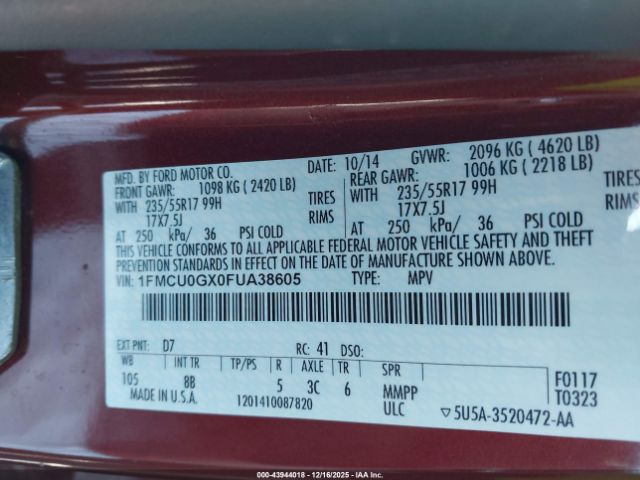 MFD. BY FORD MOTOR CO. DATE: 10/14 GVWR: 2096 KG ( 4620 LB)
FRONT GAWR: 1098 KG ( 2420 LB) REAR GAWR: 1006 KG ( 2218 LB)
WITH 235/55R17 99H TIRES WITH 235/55R17 99H TIRES
17X7.5J RIMS 17X7.5J RIMS
AT 250 kPa/ 36 PSI COLD AT 250 kPa/ 36 PSI COLD
THIS VEHICLE CONFORMS TO ALL APPLICABLE FEDERAL MOTOR VEHICLE SAFETY AND THEFT
PREVENTION STANDARDS IN EFFECT ON THE DATE OF MANUFACTURE SHOWN ABOVE.
VIN: 1FMCU0GX0FUA38605 TYPE: MPV
EXT PNT: D7 RC: 41 DSO:
WB INT TR TP/PS R AXLE TR SPR
105 8B 5 3C 6 MMPP
MADE IN U.S.A. 1201410087820 ULC
F0117
T0323
▽5U5A-3520472-AA
000-43944018 | 12/16/2025 | IAA, Inc.